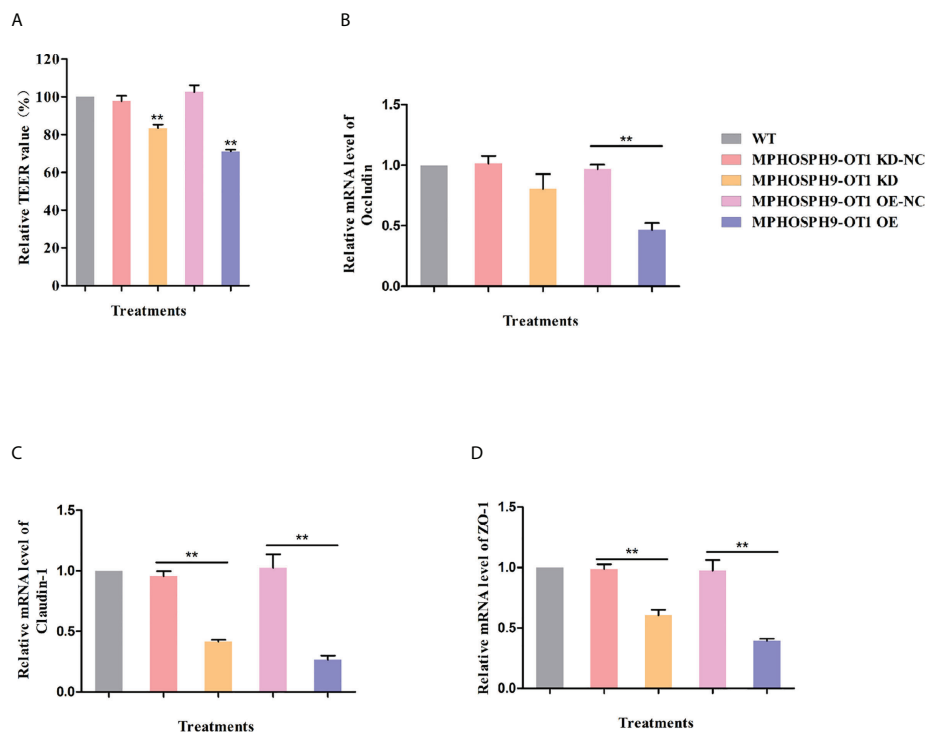 A
Relative TEER value (%)
120
100
80
60
40
20
0
**
**
Treatments
B
Relative mRNA level of
Occludin
1.5
1.0
0.5
0.0
**
Treatments
WT
MPHOSPH9-OT1 KD-NC
MPHOSPH9-OT1 KD
MPHOSPH9-OT1 OE-NC
MPHOSPH9-OT1 OE
C
Relative mRNA level of
Claudin-1
1.5
1.0
0.5
0.0
**
**
Treatments
D
Relative mRNA level of ZO-1
1.5
1.0
0.5
0.0
**
**
Treatments